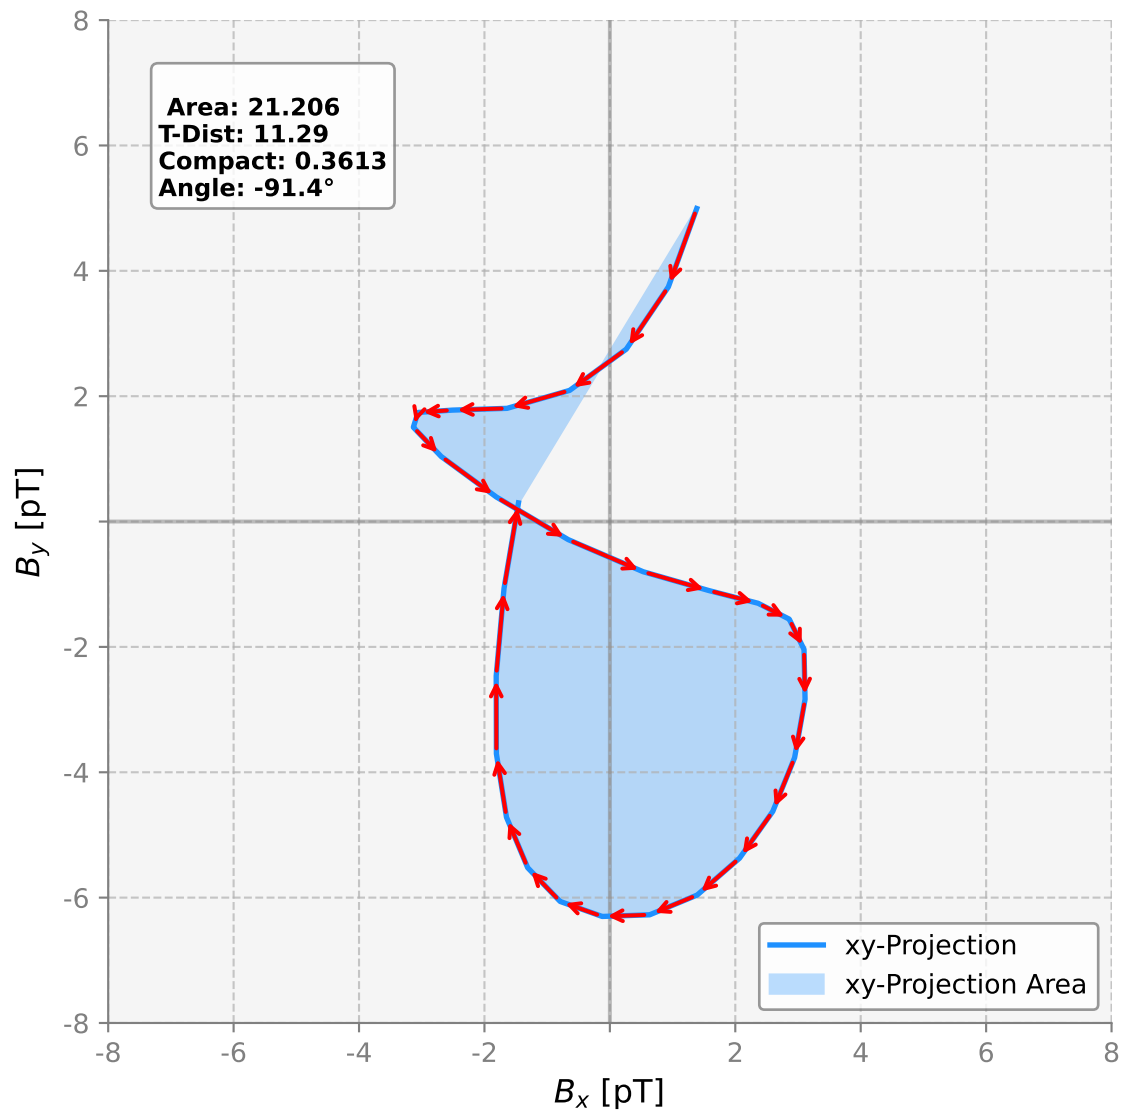 8
6
4
2
-2
-4
-6
-8
-8
-6
-4
-2
2
4
6
8
Area: 21.206
T-Dist: 11.29
Compact: 0.3613
Angle: -91.4°
B_y [pT]
B_x [pT]
xy-Projection
xy-Projection Area